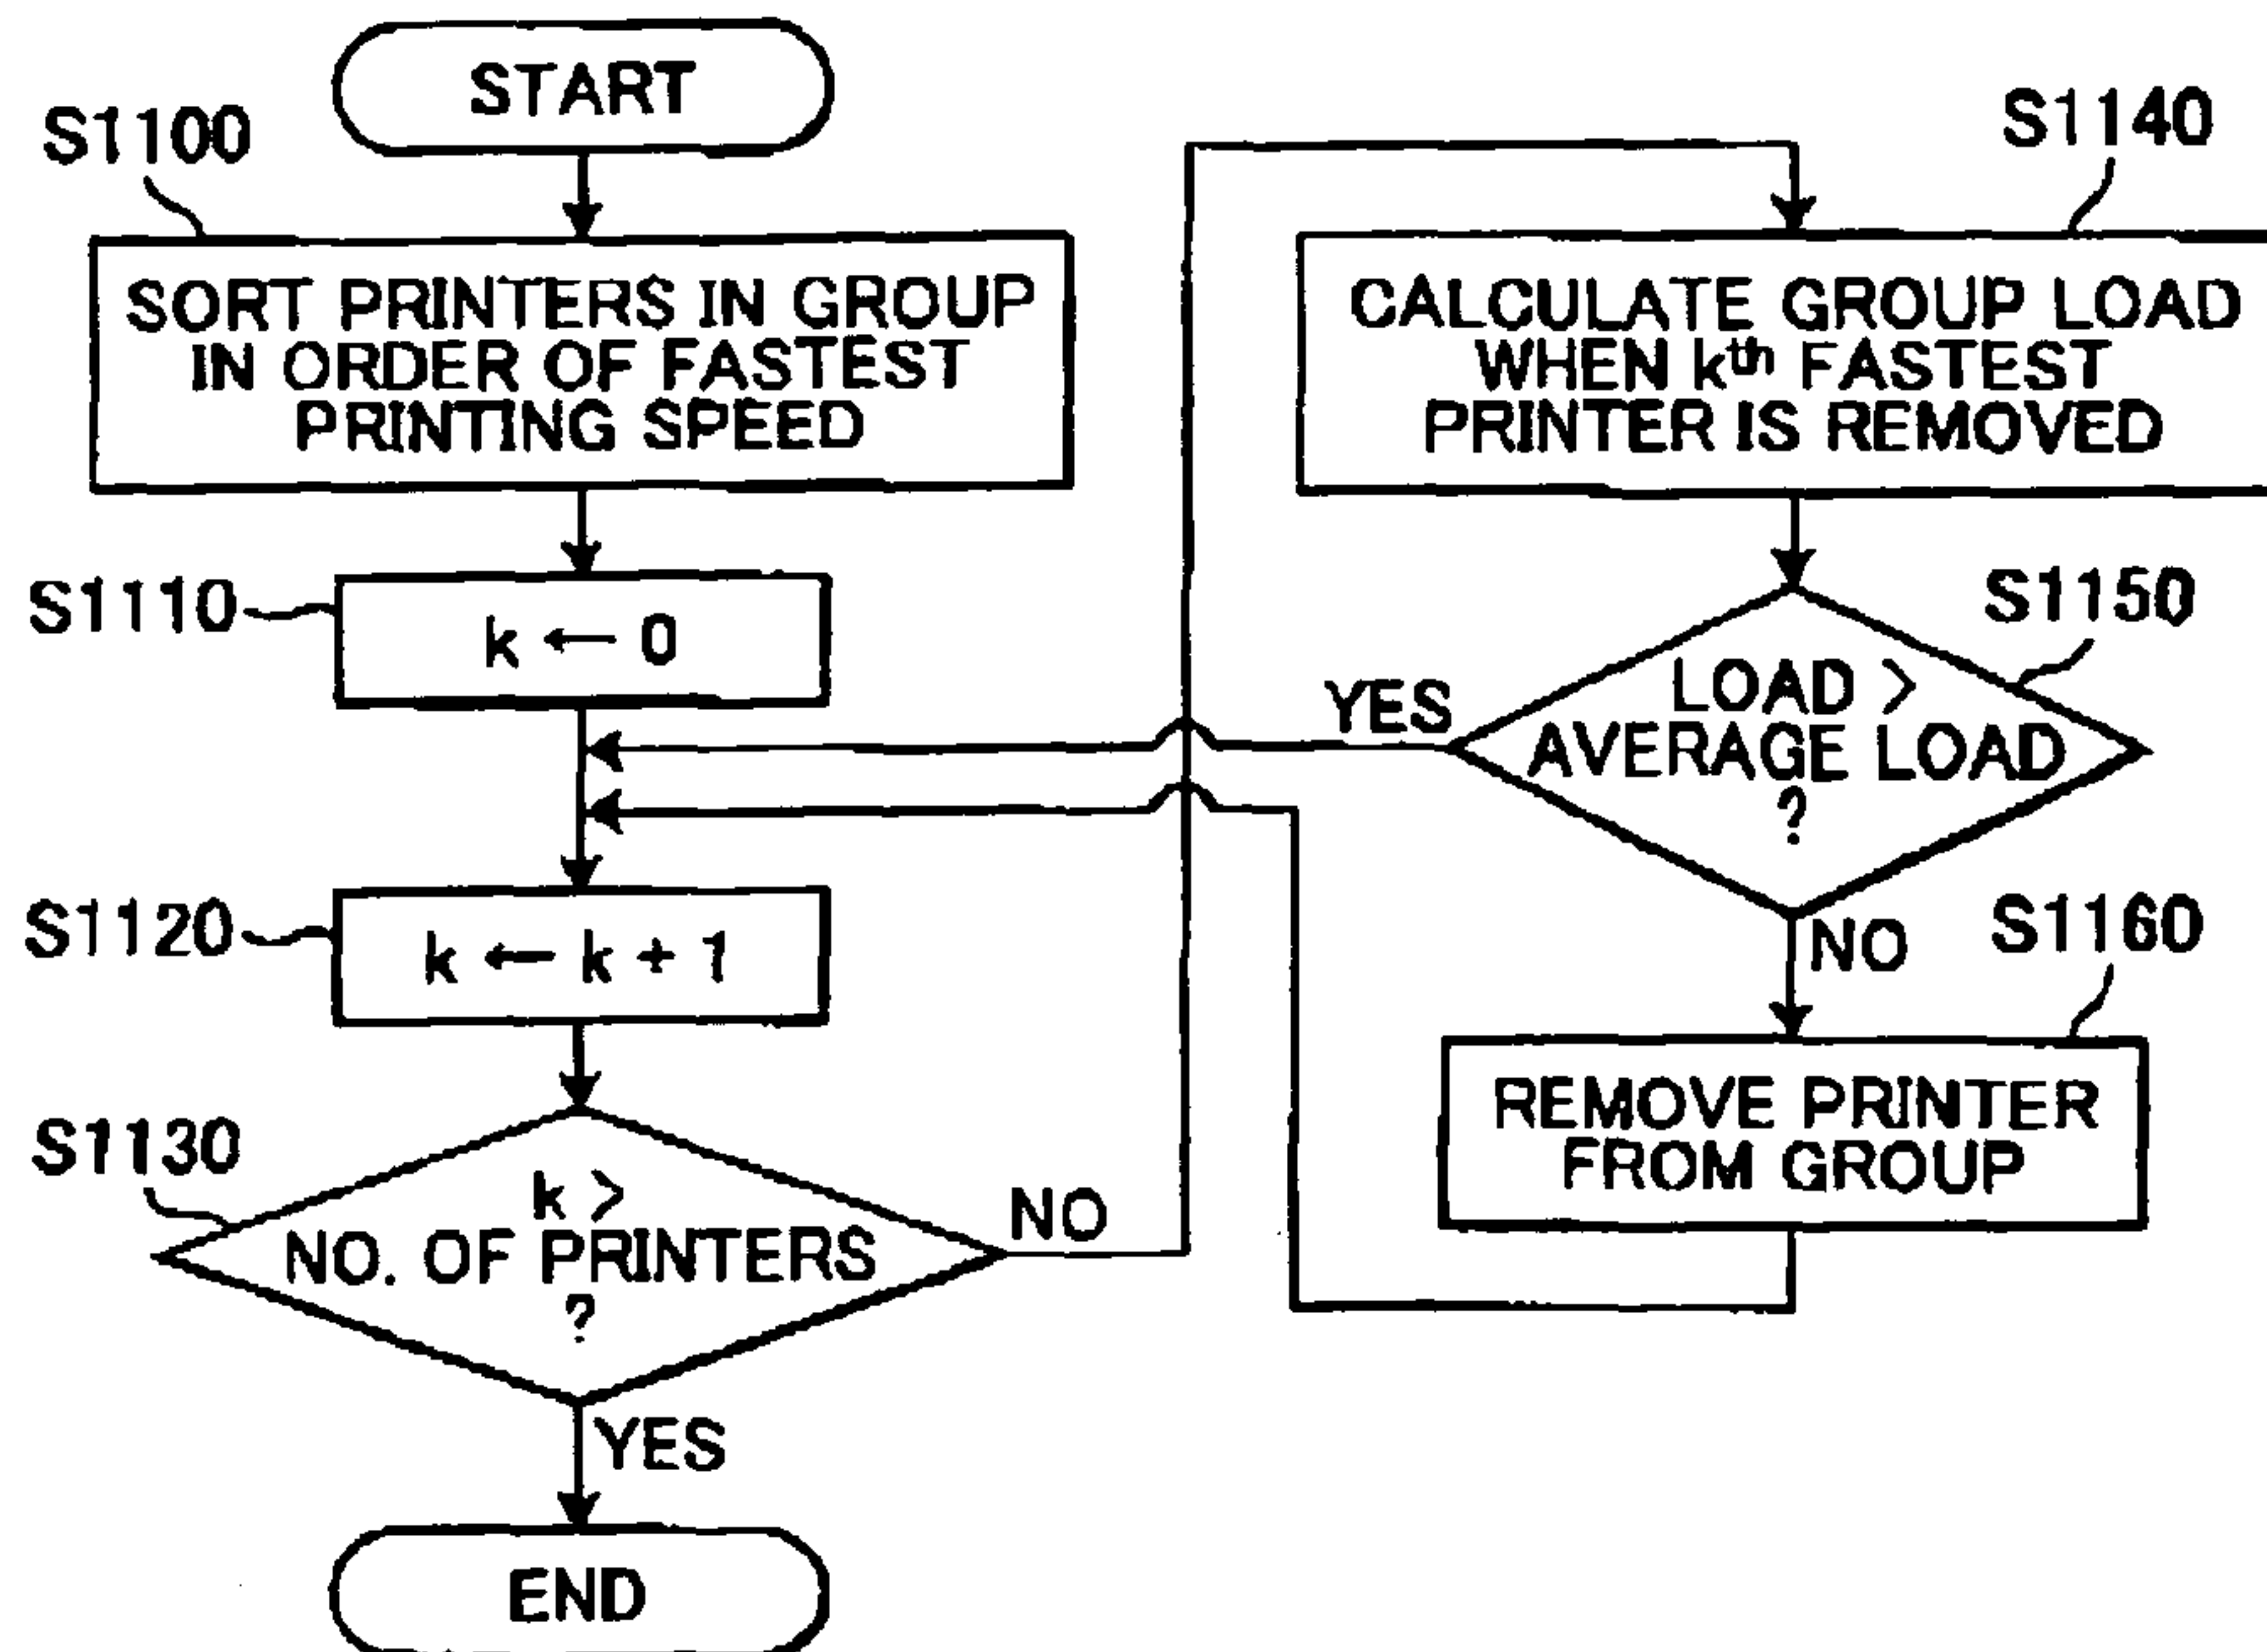 START
S1100
SORT PRINTERS IN GROUP
IN ORDER OF FASTEST
PRINTING SPEED
S1110
k ← 0
S1120
k ← k + 1
S1130
k >
NO. OF PRINTERS
?
NO
YES
END
S1140
CALCULATE GROUP LOAD
WHEN kth FASTEST
PRINTER IS REMOVED
S1150
LOAD >
AVERAGE LOAD
?
YES
NO
S1160
REMOVE PRINTER
FROM GROUP